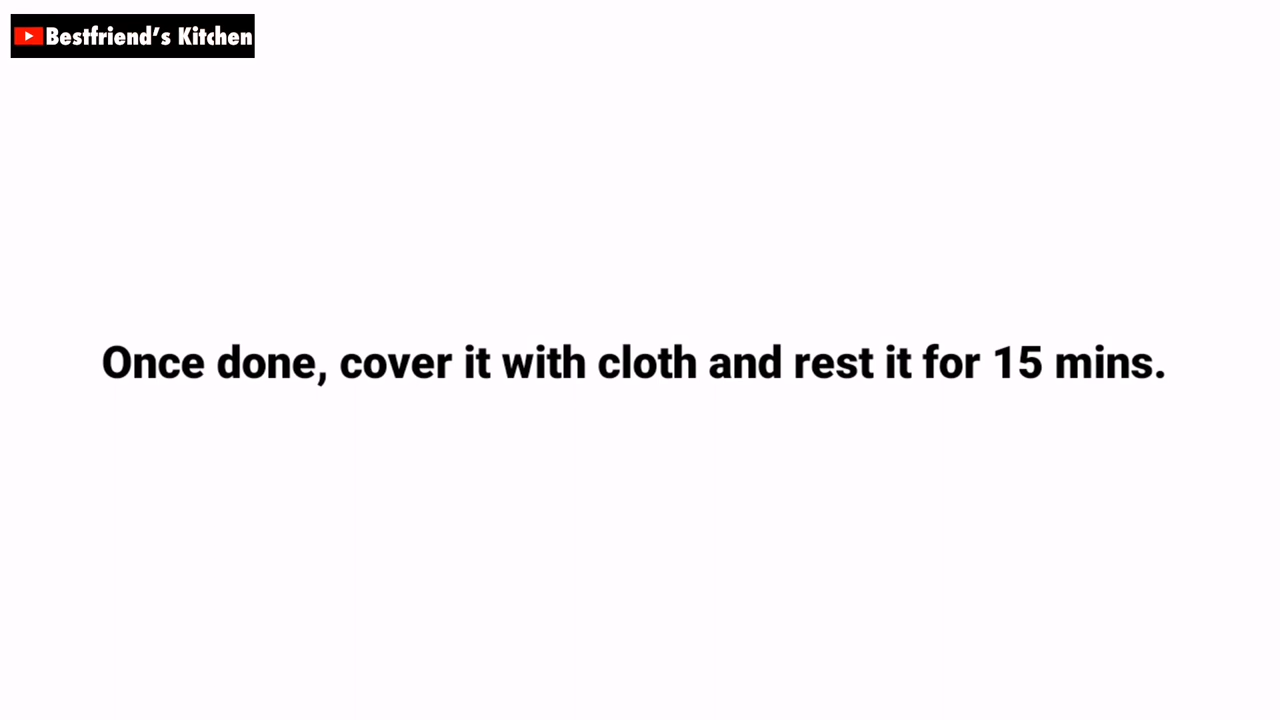 Bestfriend's Kitchen
Once done, cover it with cloth and rest it for 15 mins.